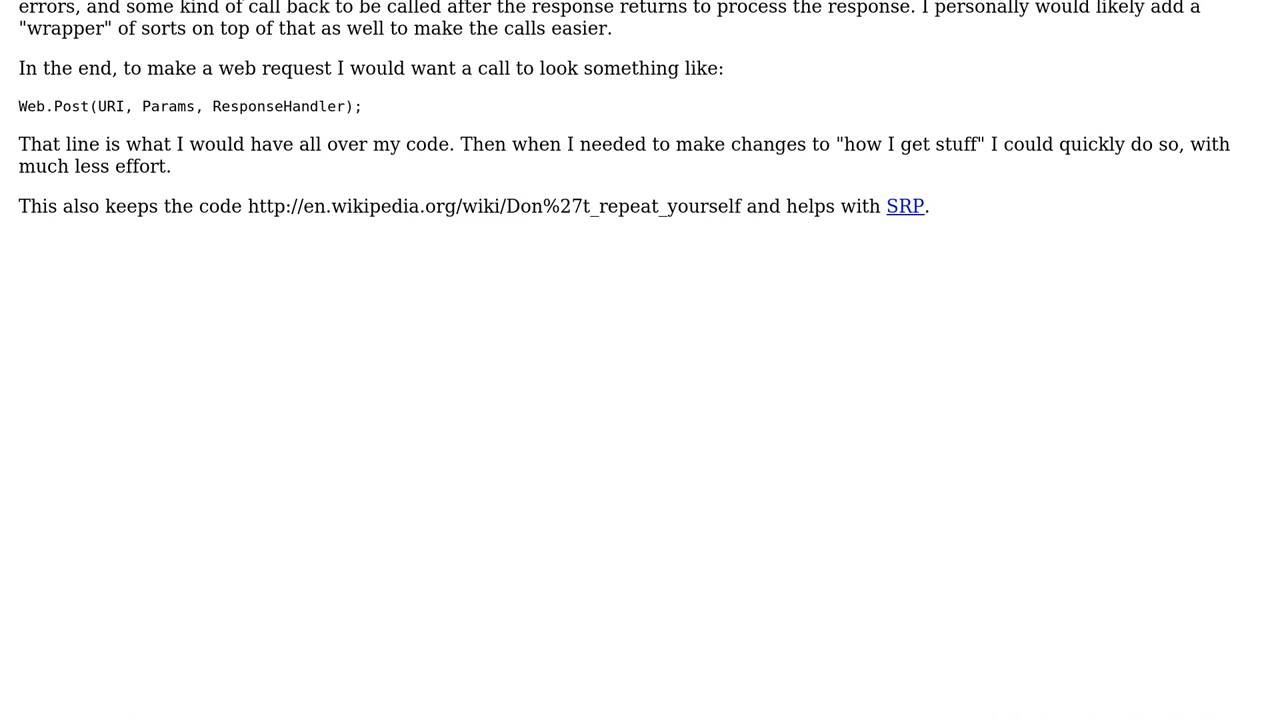 errors, and some kind of call back to be called after the response returns to process the response. I personally would likely add a
"wrapper" of sorts on top of that as well to make the calls easier.
In the end, to make a web request I would want a call to look something like:
Web.Post(URI, Params, ResponseHandler);
That line is what I would have all over my code. Then when I needed to make changes to "how I get stuff" I could quickly do so, with
much less effort.
This also keeps the code http://en.wikipedia.org/wiki/Don%27t_repeat_yourself and helps with SRP.